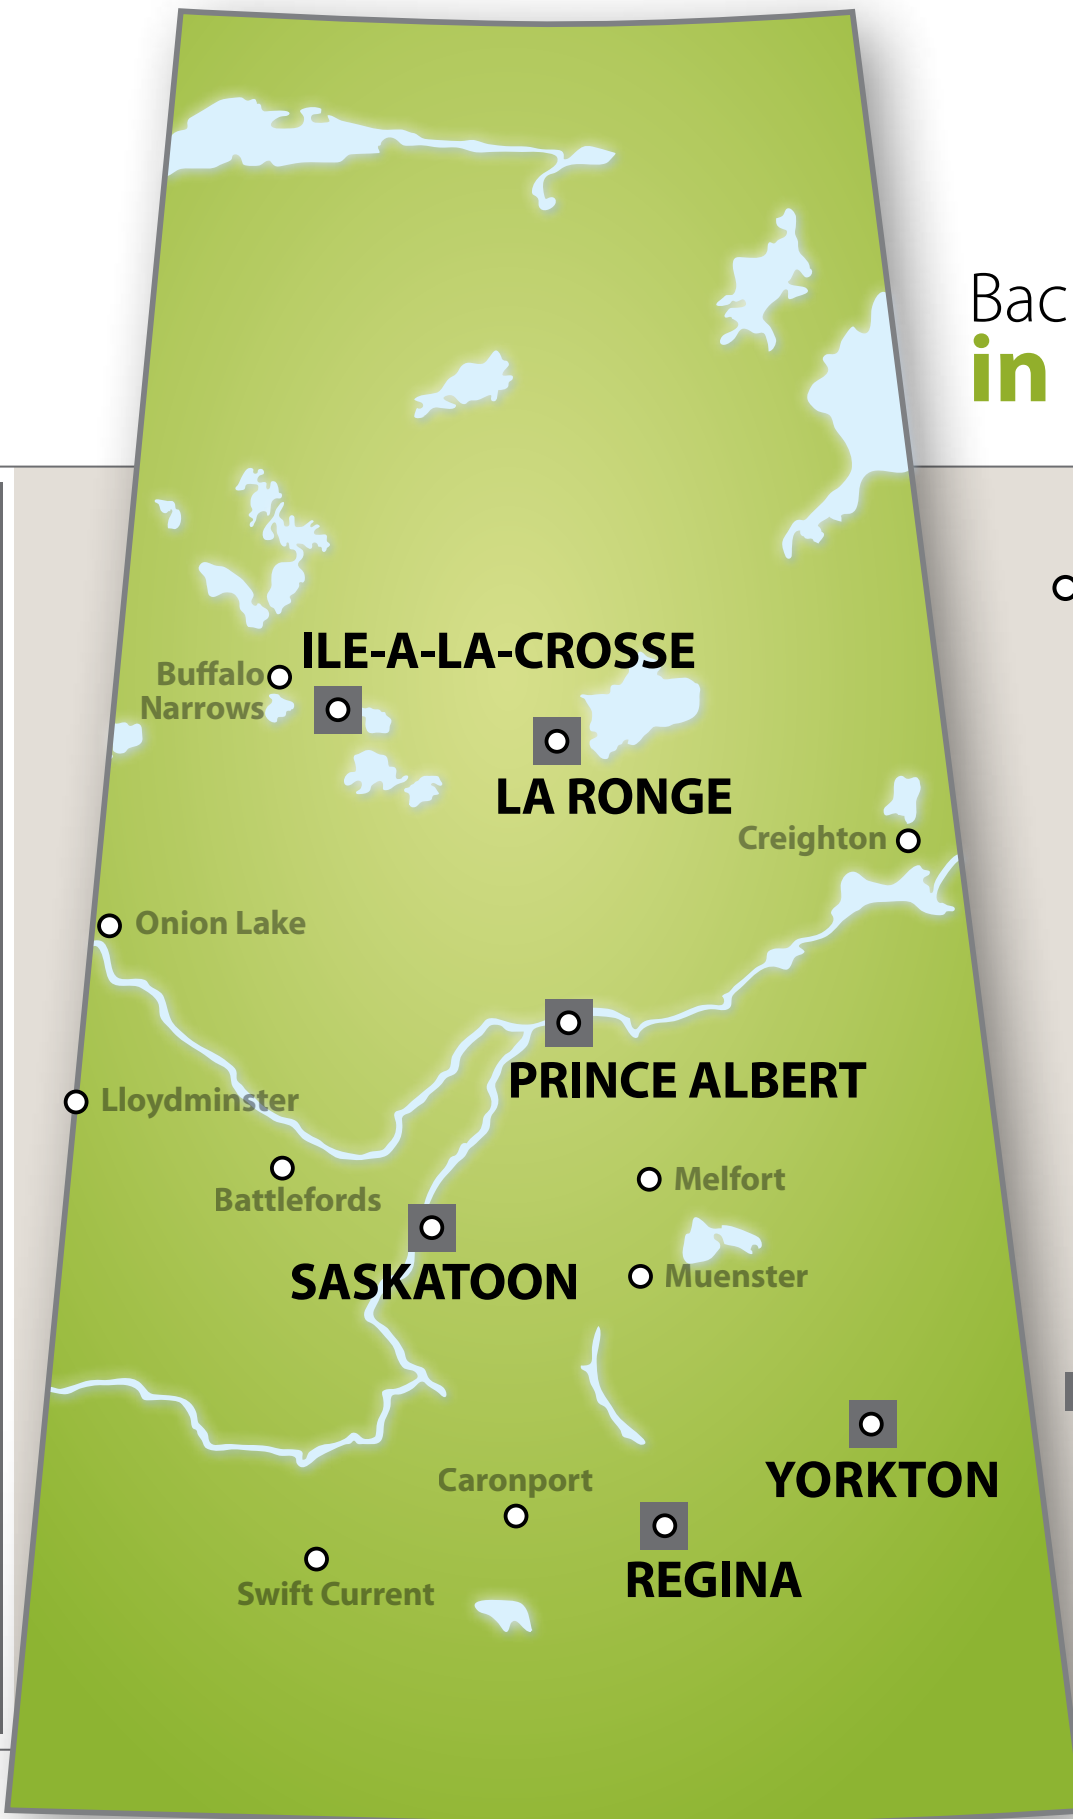 Bac
in
ILE-A-LA-CROSSE
Buffalo
Narrows
LA RONGE
Creighton
Onion Lake
PRINCE ALBERT
Lloydminster
Melfort
Battlefords
SASKATOON
Muenster
YORKTON
Caronport
REGINA
Swift Current